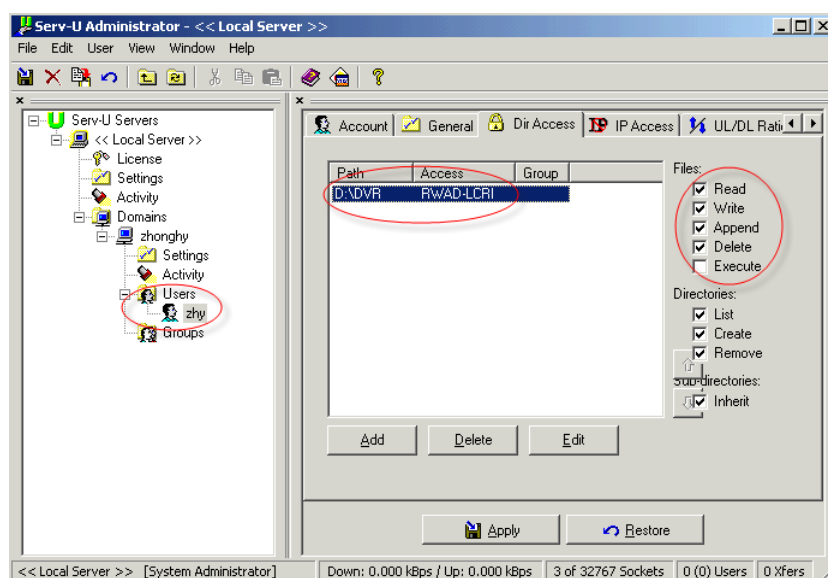 Serv-U Administrator - << Local Server >>
File Edit User View Window Help
Serv-U Servers
<< Local Server >>
License
Settings
Activity
Domains
zhonghy
Settings
Activity
Users
zhy
Groups
Account General Dir Access IP Access UL/DL Rati
Path Access Group
D:\DVR RWAD-LCRI
Files:
Read
Write
Append
Delete
Execute
Directories:
List
Create
Remove
Sub-directories:
Inherit
Add Delete Edit
Apply Restore
<< Local Server >> [System Administrator] Down: 0.000 kBps / Up: 0.000 kBps 3 of 32767 Sockets 0 (0) Users 0 Xfers